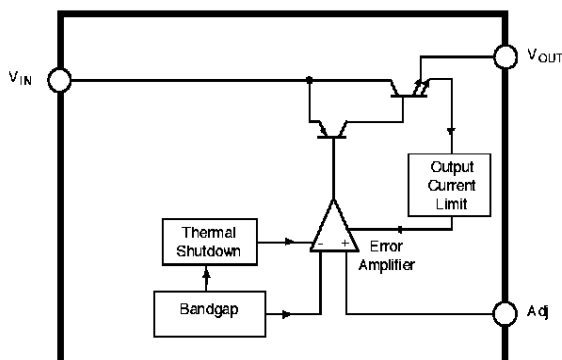 VIN
VOUT
Output
Current
Limit
Thermal
Shutdown
- +
Error
Amplifier
Bandgap
Adj